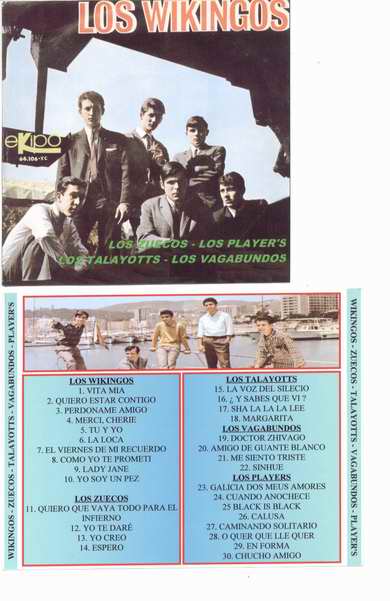 LOS WIKINGOS
ekipo
66.106-XC
LOS ZUECOS - LOS PLAYER'S
LOS TALAYOTTS - LOS VAGABUNDOS
WIKINGOS - ZUECOS - TALAYOTTS - VAGABUNDOS - PLAYER'S
LOS WIKINGOS
1. VITA MIA
2. QUIERO ESTAR CONTIGO
3. PERDONAME AMIGO
4. MERCI, CHERIE
5. TU Y YO
6. LA LOCA
7. EL VIERNES DE MI RECUERDO
8. COMO YO TE PROMETI
9. LADY JANE
10. YO SOY UN PEZ
LOS ZUECOS
11. QUIERO QUE VAYA TODO PARA EL
INFIERNO
12. YO TE DARÉ
13. YO CREO
14. ESPERO
LOS TALAYOTTS
15. LA VOZ DEL SILECIO
16. ¿ Y SABES QUE VI ?
17. SHA LA LA LA LEE
18. MARGARITA
LOS VAGABUNDOS
19. DOCTOR ZHIVAGO
20. AMIGO DE GUANTE BLANCO
21. ME SIENTO TRISTE
22. SINHUE
LOS PLAYERS
23. GALICIA DOS MEUS AMORES
24. CUANDO ANOCHECE
25 BLACK IS BLACK
26. CALUSA
27. CAMINANDO SOLITARIO
28. O QUER QUE LLE QUER
29. EN FORMA
30. CHUCHO AMIGO
WIKINGOS - ZUECOS - TALAYOTTS - VAGABUNDOS - PLAYER'S